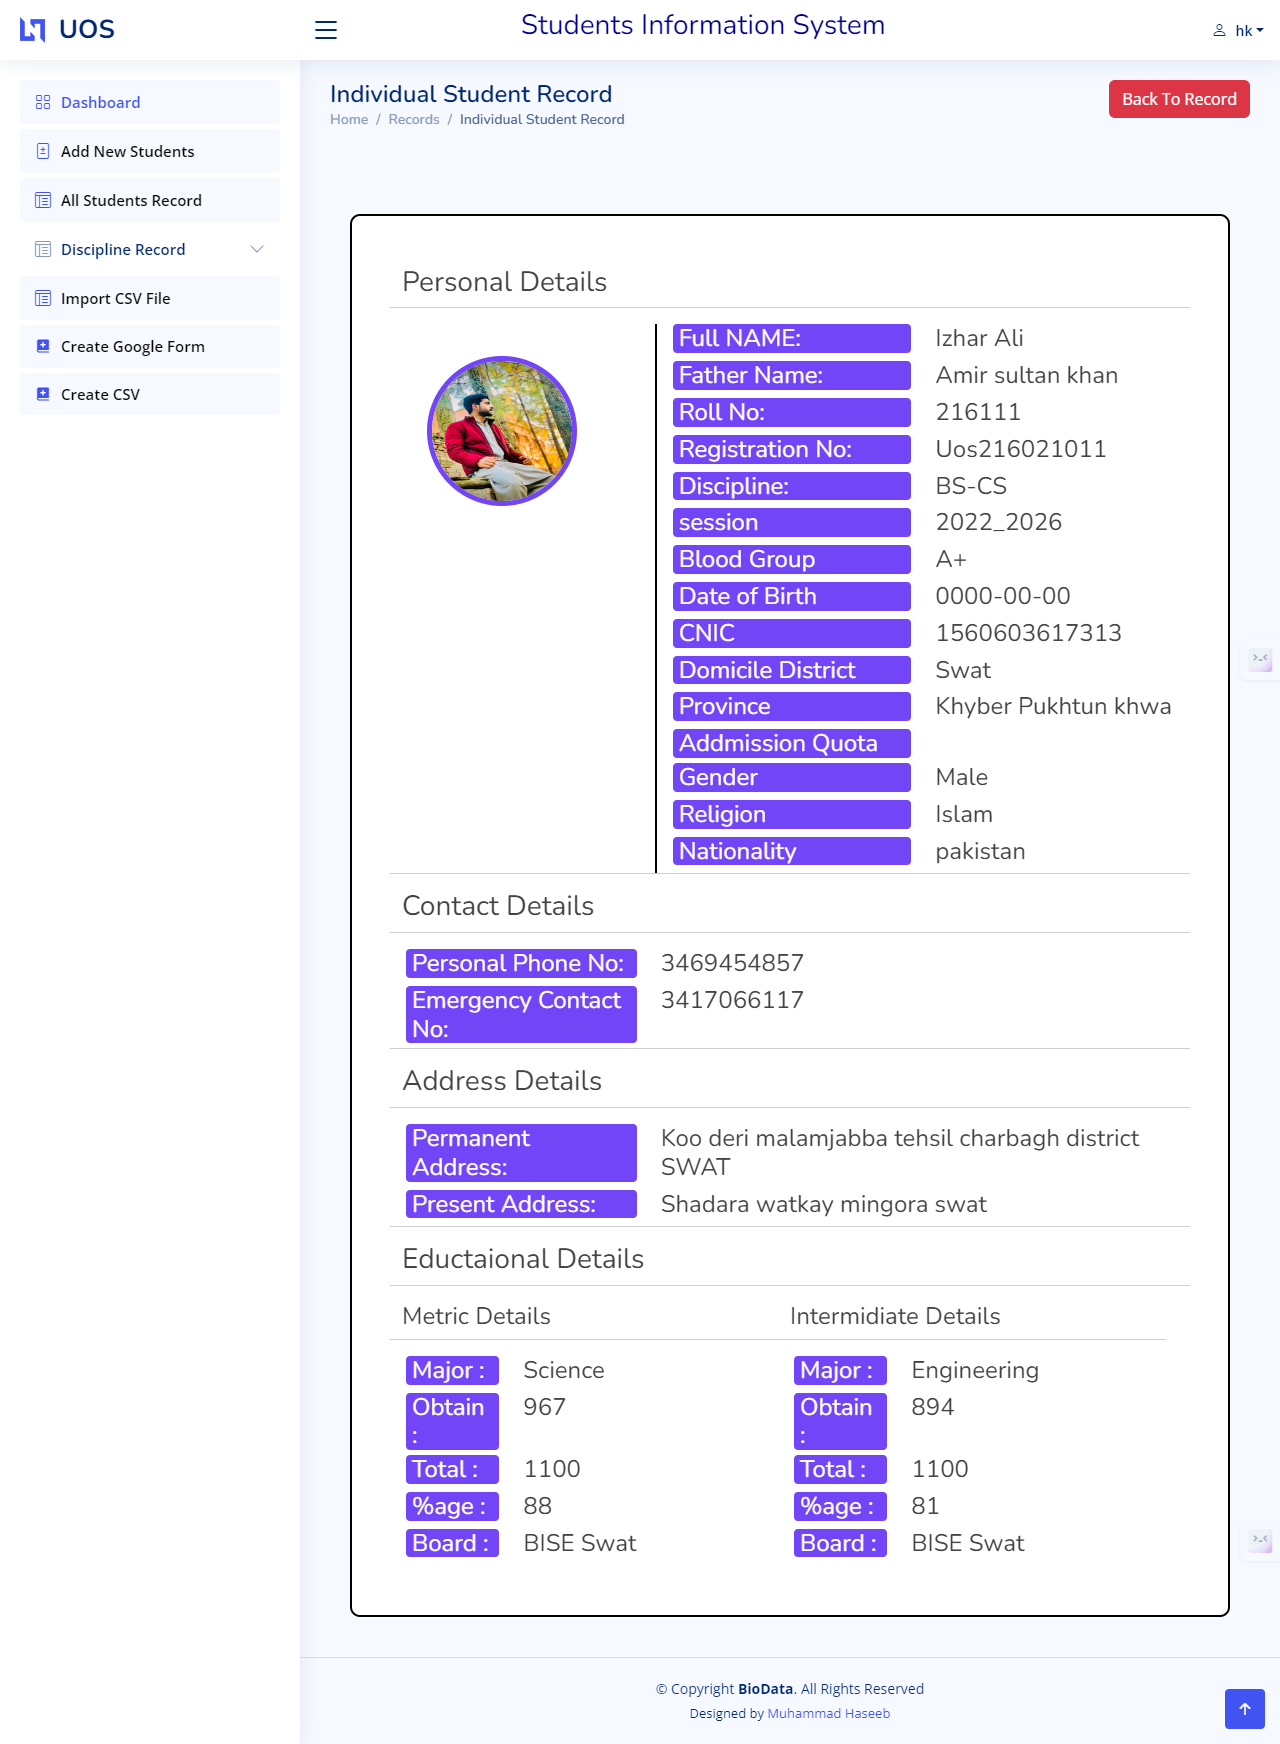 UOS
Students Information System
hk
Dashboard
Add New Students
All Students Record
Discipline Record
Import CSV File
Create Google Form
Create CSV
Individual Student Record
Home / Records / Individual Student Record
Back To Record
Personal Details
Full NAME: Izhar Ali
Father Name: Amir sultan khan
Roll No: 216111
Registration No: Uos216021011
Discipline: BS-CS
session 2022_2026
Blood Group A+
Date of Birth 0000-00-00
CNIC 1560603617313
Domicile District Swat
Province Khyber Pukhtun khwa
Addmission Quota
Gender Male
Religion Islam
Nationality pakistan
Contact Details
Personal Phone No: 3469454857
Emergency Contact 3417066117
No:
Address Details
Permanent Koo deri malamjabba tehsil charbagh district
Address: SWAT
Present Address: Shadara watkay mingora swat
Eductaional Details
Metric Details
Major : Science
Obtain 967
:
Total : 1100
%age : 88
Board : BISE Swat
Intermidiate Details
Major : Engineering
Obtain 894
:
Total : 1100
%age : 81
Board : BISE Swat
© Copyright BioData. All Rights Reserved
Designed by Muhammad Haseeb